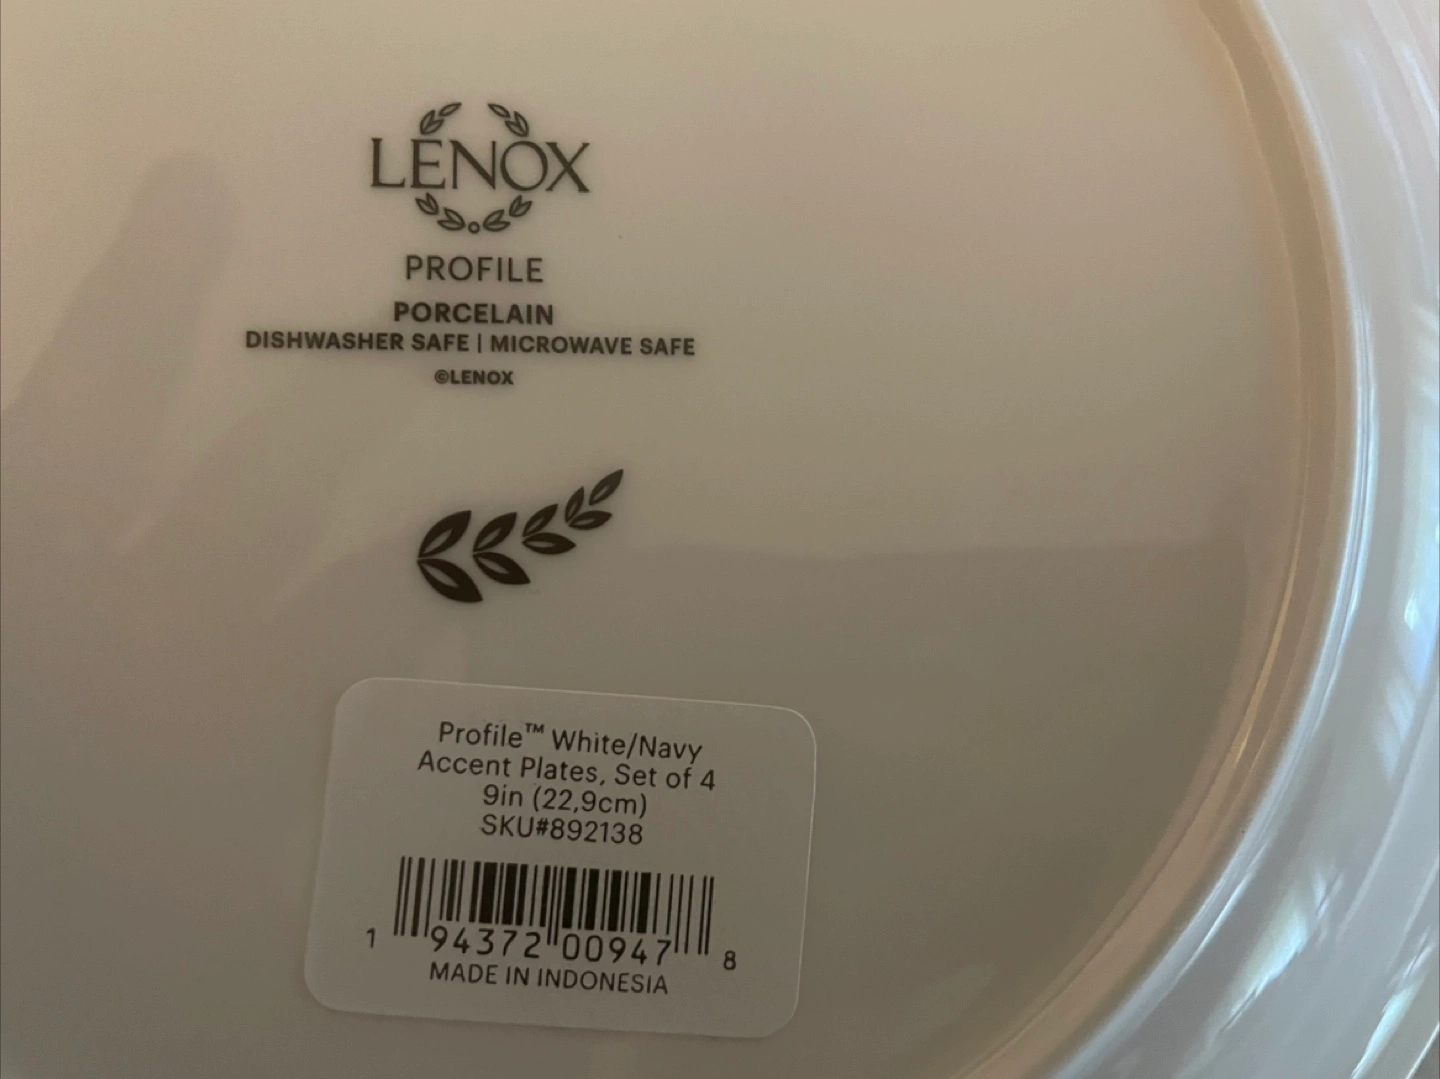 LENOX
PROFILE
PORCELAIN
DISHWASHER SAFE | MICROWAVE SAFE
©LENOX
Profile™ White/Navy
Accent Plates, Set of 4
9in (22,9cm)
SKU#892138
1 94372 00947 8
MADE IN INDONESIA